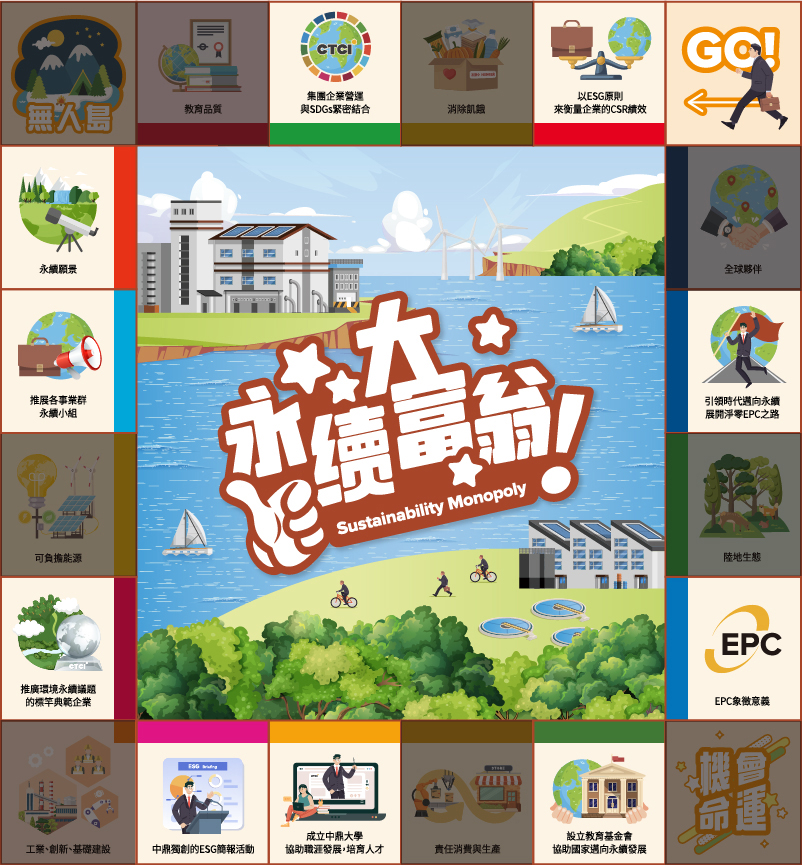 無人島
教育品質
CTCI
集團企業營運
與SDGs緊密結合
消除飢餓
以ESG原則
來衡量企業的CSR績效
GO!
永續願景
全球夥伴
推展各事業群
永續小組
引領時代邁向永續
展開淨零EPC之路
永續大富翁!
Sustainability Monopoly
可負擔能源
陸地生態
CTCI
推廣環境永續議題
的標竿典範企業
EPC
EPC象徵意義
工業、創新、基礎建設
ESG Briefing
中鼎獨創的ESG簡報活動
CTCI
成立中鼎大學
協助職涯發展，培育人才
STORE
責任消費與生產
設立教育基金會
協助國家邁向永續發展
機會
命運